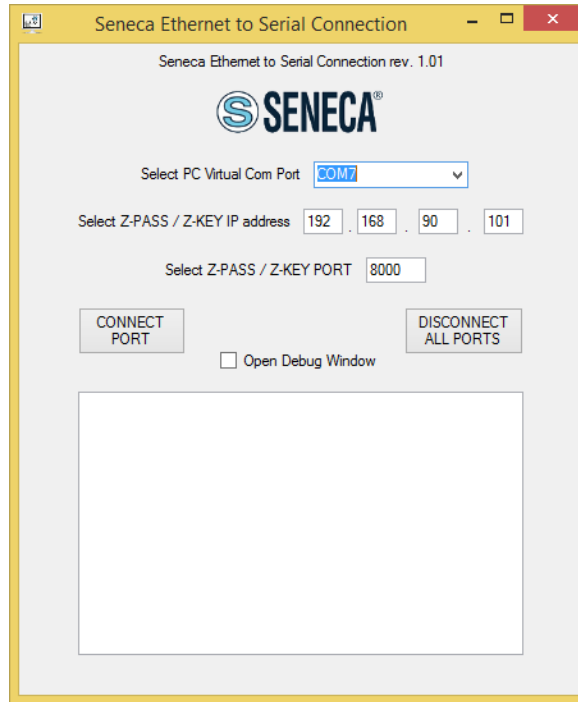 Seneca Ethernet to Serial Connection
Seneca Ethernet to Serial Connection rev. 1.01
S SENECA®
Select PC Virtual Com Port COM7
Select Z-PASS / Z-KEY IP address 192 . 168 . 90 . 101
Select Z-PASS / Z-KEY PORT 8000
CONNECT PORT
DISCONNECT ALL PORTS
Open Debug Window